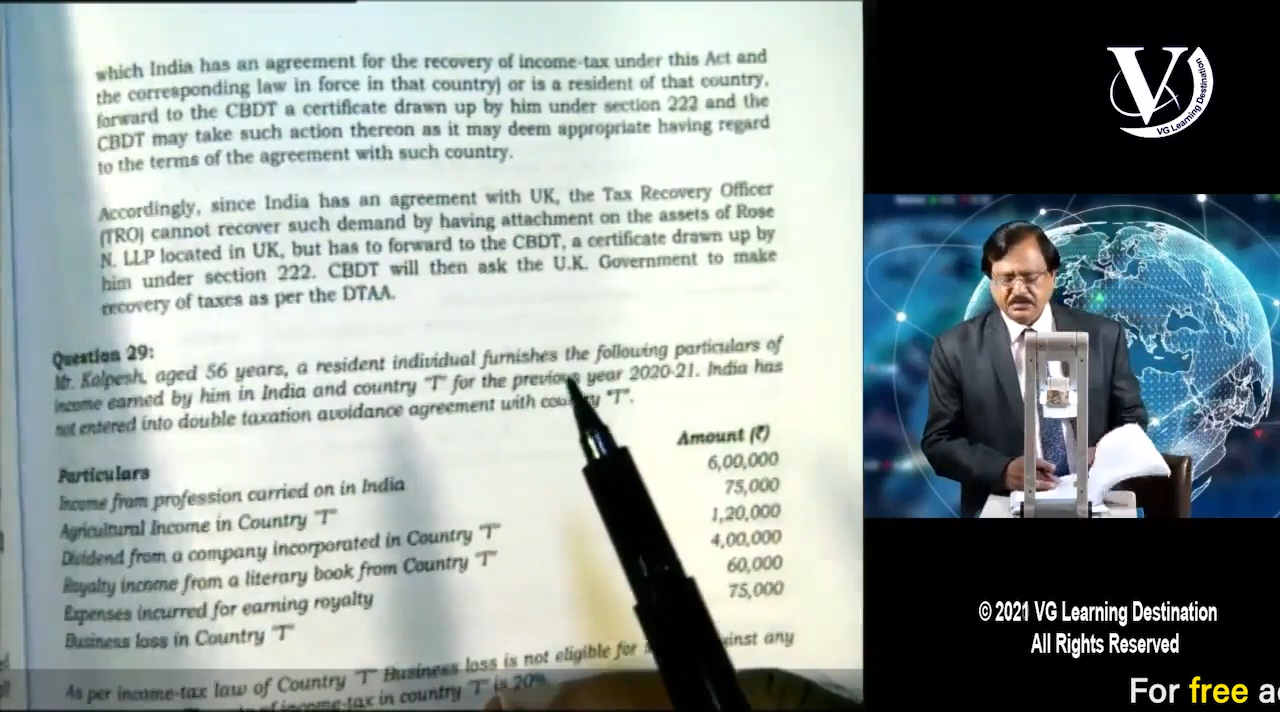 which India has an agreement for the recovery of income-tax under this Act and
the corresponding law in force in that country) or is a resident of that country,
forward to the CBDT a certificate drawn up by him under section 222 and the
CBDT may take such action thereon as it may deem appropriate having regard
to the terms of the agreement with such country.
Accordingly, since India has an agreement with UK, the Tax Recovery Officer
(TRO) cannot recover such demand by having attachment on the assets of Rose
N. LLP located in UK, but has to forward to the CBDT, a certificate drawn up by
him under section 222. CBDT will then ask the U.K. Government to make
recovery of taxes as per the DTAA.
Question 29:
Mr. Kalpesh, aged 56 years, a resident individual furnishes the following particulars of
income earned by him in India and country "T" for the previous year 2020-21. India has
not entered into double taxation avoidance agreement with country "T".
Particulars Amount (₹)
Income from profession carried on in India 6,00,000
Agricultural Income in Country "T" 75,000
Dividend from a company incorporated in Country "T" 1,20,000
Royalty income from a literary book from Country "T" 4,00,000
Expenses incurred for earning royalty 60,000
Business loss in Country "T" 75,000
As per income-tax law of Country "T" Business loss is not eligible for against any
of income-tax in country "T" is 20%.
V
VG Learning Destination
© 2021 VG Learning Destination
All Rights Reserved
For free